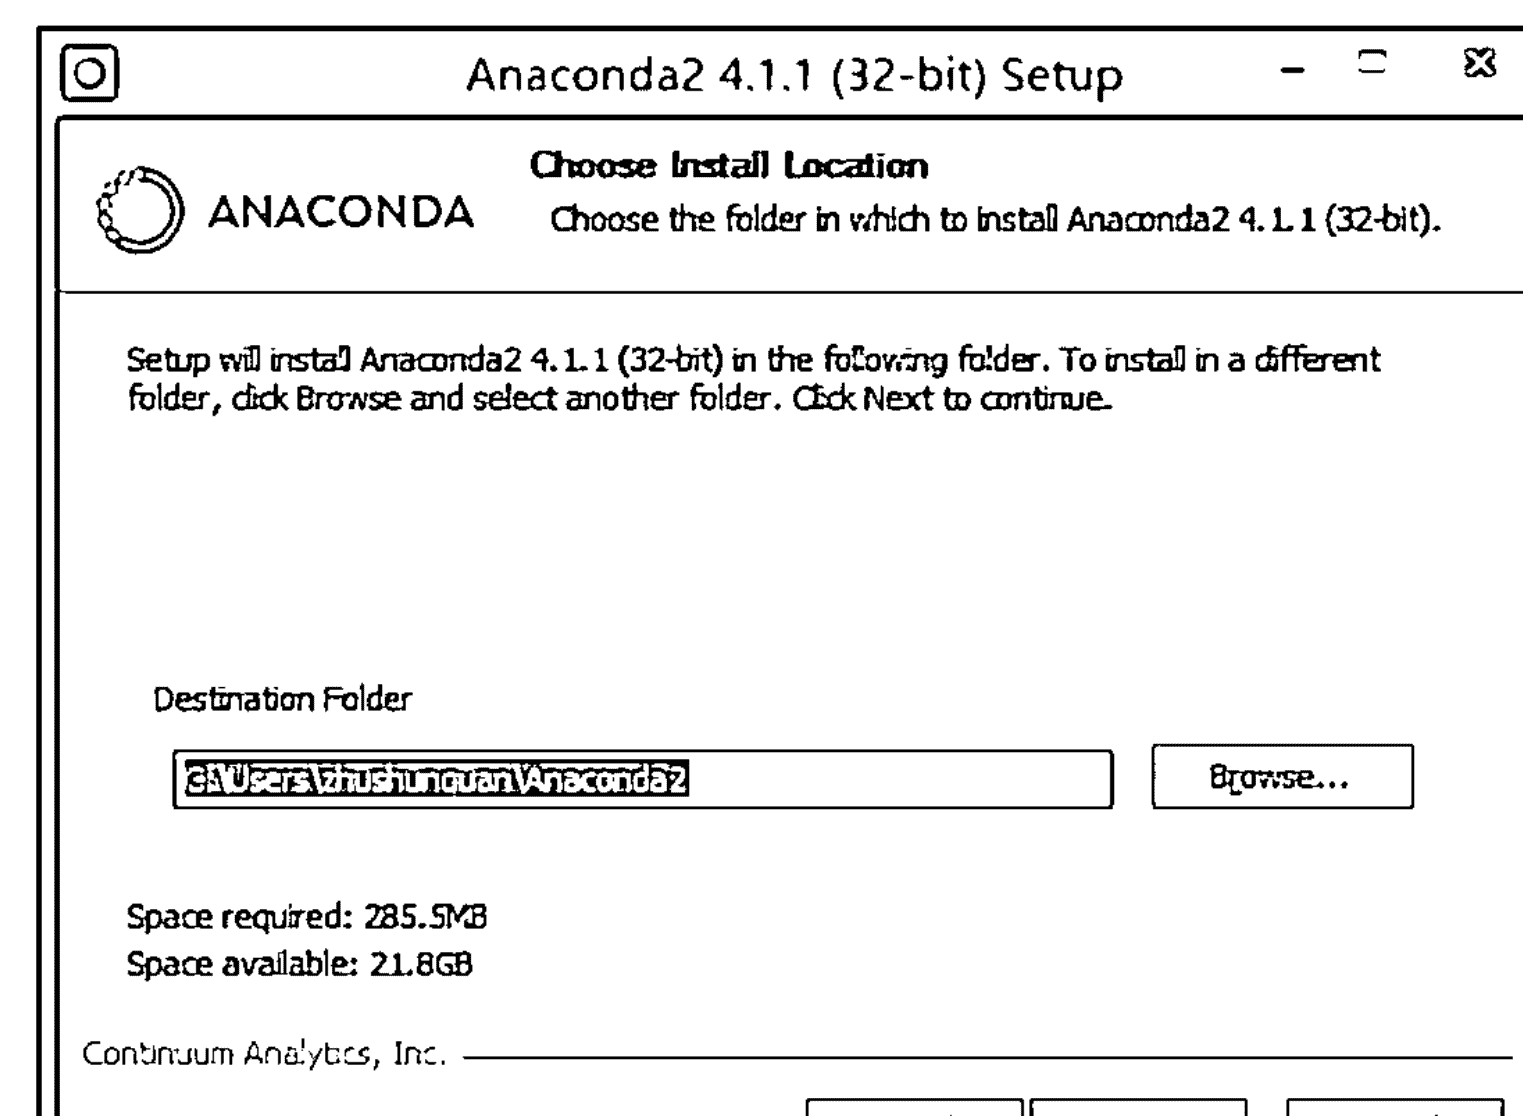 Anaconda2 4.1.1 (32-bit) Setup
ANACONDA
Choose Install Location
Choose the folder in which to install Anaconda2 4.1.1 (32-bit).
Setup will install Anaconda2 4.1.1 (32-bit) in the following folder. To install in a different
folder, click Browse and select another folder. Click Next to continue.
Destination Folder
C:\Users\zhushunquan\Anaconda2
Browse...
Space required: 285.5MB
Space available: 21.8GB
Continuum Analytics, Inc.